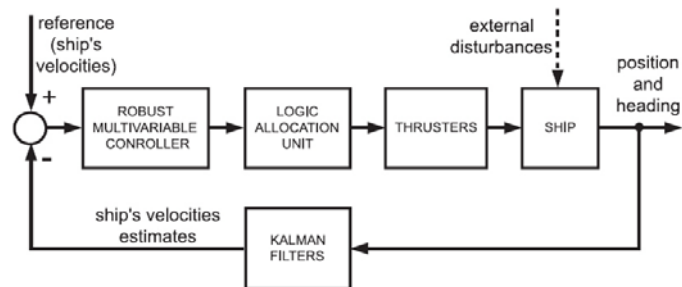 reference
(ship's
velocities)
+
-
external
disturbances
position
and
heading
ROBUST
MULTIVARIABLE
CONROLLER
LOGIC
ALLOCATION
UNIT
THRUSTERS
SHIP
ship's velocities
estimates
KALMAN
FILTERS